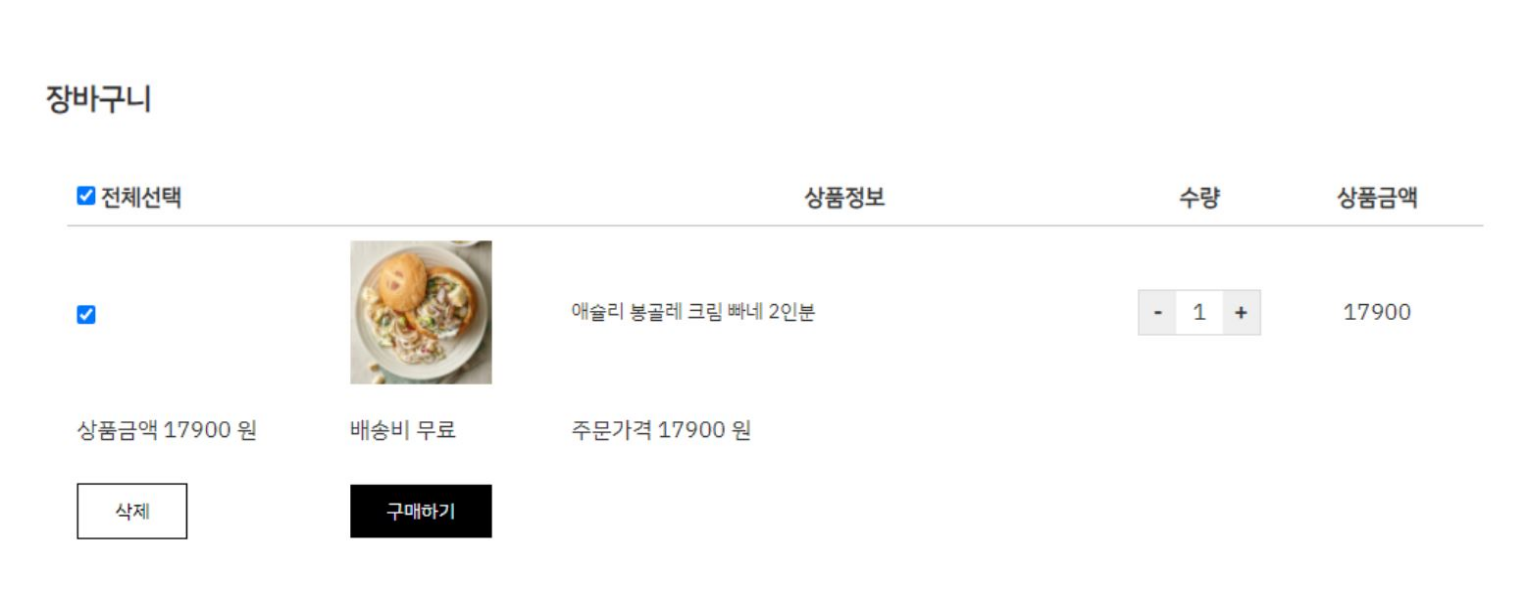 장바구니
전체선택 상품정보 수량 상품금액
애슐리 봉골레 크림 빠네 2인분 - 1 + 17900
상품금액 17900 원 배송비 무료 주문가격 17900 원
삭제 구매하기